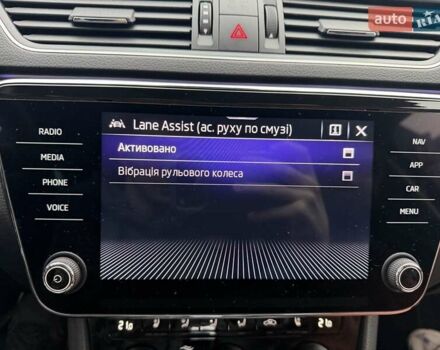 auto RIA
RADIO
MEDIA
PHONE
VOICE
Lane Assist (ас. руху по смузі)
Активовано
Вібрація рульового колеса
NAV
APP
CAR
MENU